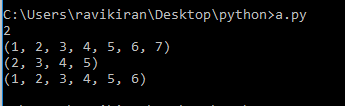 C:\Users\ravikiran\Desktop\python>a.py
2
(1, 2, 3, 4, 5, 6, 7)
(2, 3, 4, 5)
(1, 2, 3, 4, 5, 6)